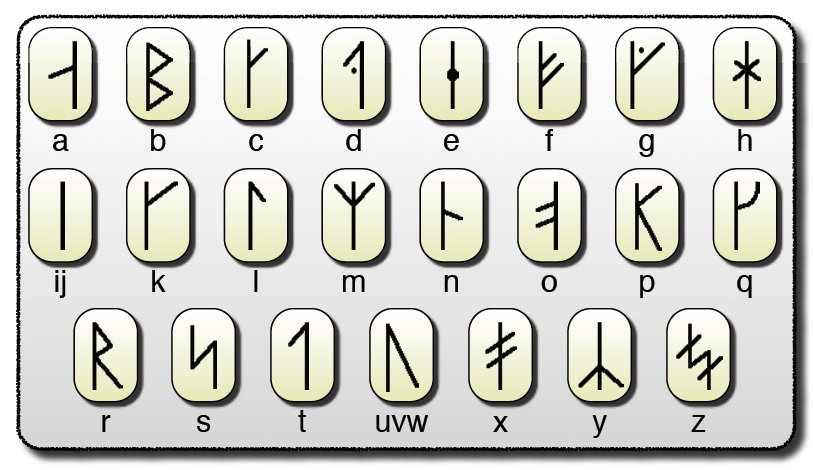 ᛆ ᛒ ᚴ ᛑ ᛂ ᚠ ᚵ ᚼ
a b c d e f g h
ᛁ ᚴ ᛚ ᛘ ᚿ ᚮ ᛕ ᛩ
ij k l m n o p q
ᚱ ᛋ ᛐ ᚢ ᛪ ᛦ ᛎ
r s t uvw x y z